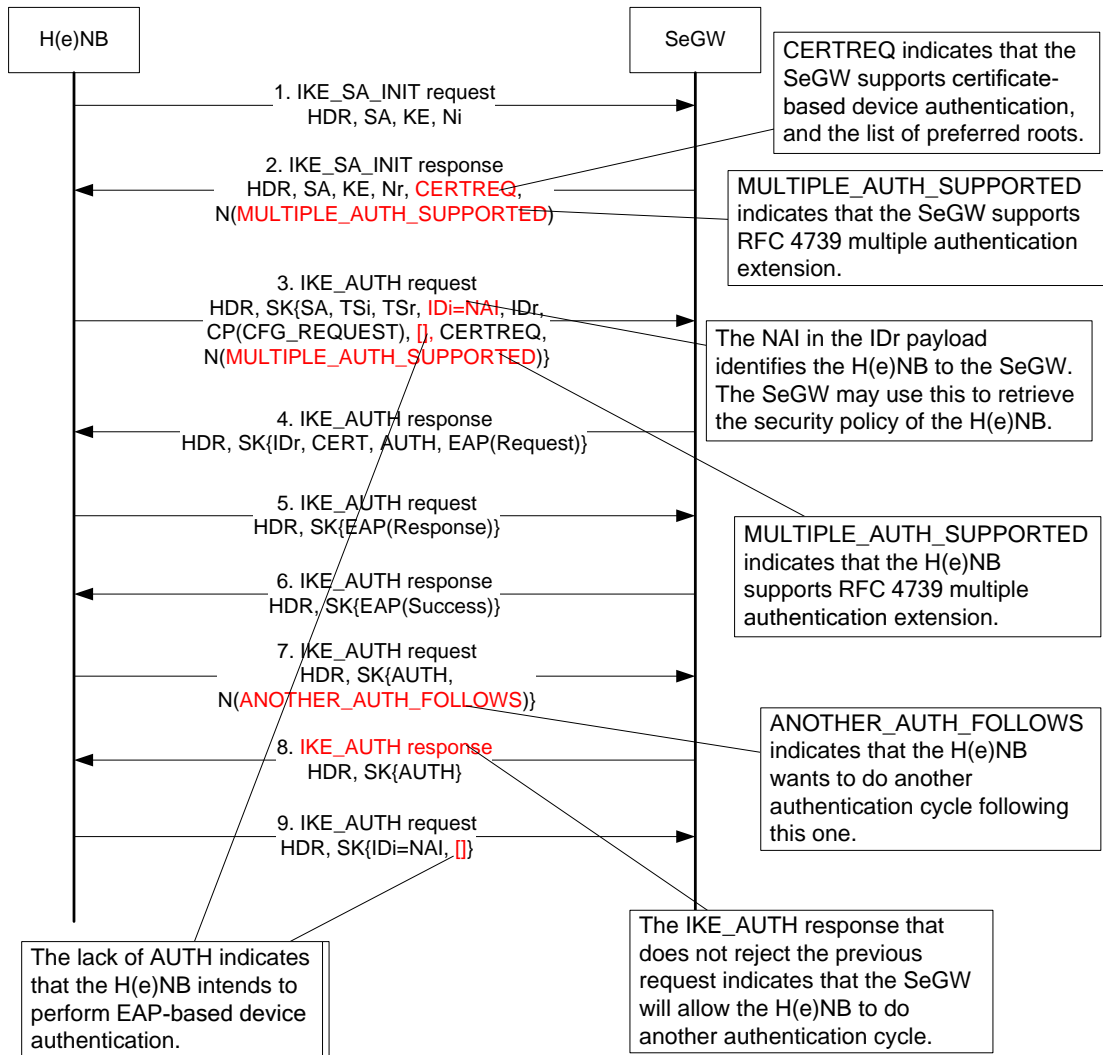 H(e)NB
SeGW
CERTREQ indicates that the
SeGW supports certificate-
based device authentication,
and the list of preferred roots.
1. IKE_SA_INIT request
HDR, SA, KE, Ni
2. IKE_SA_INIT response
HDR, SA, KE, Nr, CERTREQ,
N(MULTIPLE_AUTH_SUPPORTED)
MULTIPLE_AUTH_SUPPORTED
indicates that the SeGW supports
RFC 4739 multiple authentication
extension.
3. IKE_AUTH request
HDR, SK{SA, TSi, TSr, IDi=NAI, IDr,
CP(CFG_REQUEST), [], CERTREQ,
N(MULTIPLE_AUTH_SUPPORTED)}
The NAI in the IDr payload
identifies the H(e)NB to the SeGW.
The SeGW may use this to retrieve
the security policy of the H(e)NB.
4. IKE_AUTH response
HDR, SK{IDr, CERT, AUTH, EAP(Request)}
5. IKE_AUTH request
HDR, SK{EAP(Response)}
MULTIPLE_AUTH_SUPPORTED
indicates that the H(e)NB
supports RFC 4739 multiple
authentication extension.
6. IKE_AUTH response
HDR, SK{EAP(Success)}
7. IKE_AUTH request
HDR, SK{AUTH,
N(ANOTHER_AUTH_FOLLOWS)}
ANOTHER_AUTH_FOLLOWS
indicates that the H(e)NB
wants to do another
authentication cycle following
this one.
8. IKE_AUTH response
HDR, SK{AUTH}
9. IKE_AUTH request
HDR, SK{IDi=NAI, []}
The lack of AUTH indicates
that the H(e)NB intends to
perform EAP-based device
authentication.
The IKE_AUTH response that
does not reject the previous
request indicates that the SeGW
will allow the H(e)NB to do
another authentication cycle.